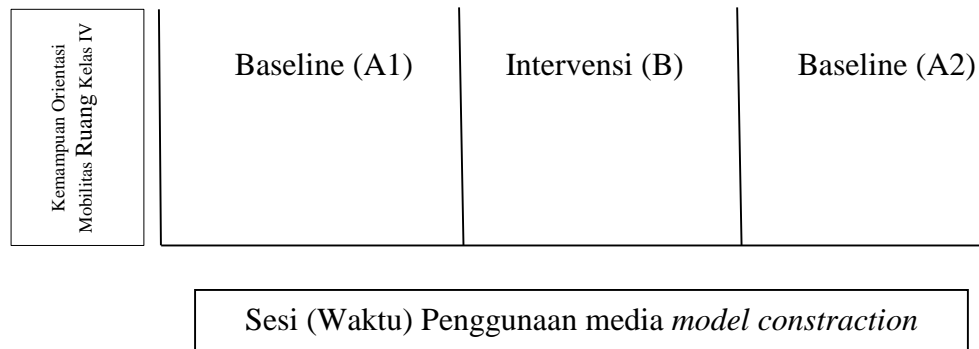 Kemampuan Orientasi
Mobilitas Ruang Kelas IV
Baseline (A1)
Intervensi (B)
Baseline (A2)
Sesi (Waktu) Penggunaan media model constraction